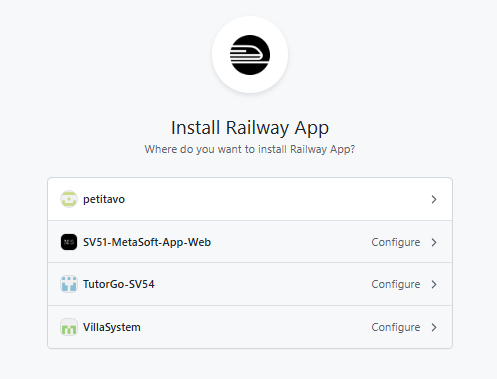 Install Railway App
Where do you want to install Railway App?
petitavo
SV51-MetaSoft-App-Web Configure
TutorGo-SV54 Configure
VillaSystem Configure